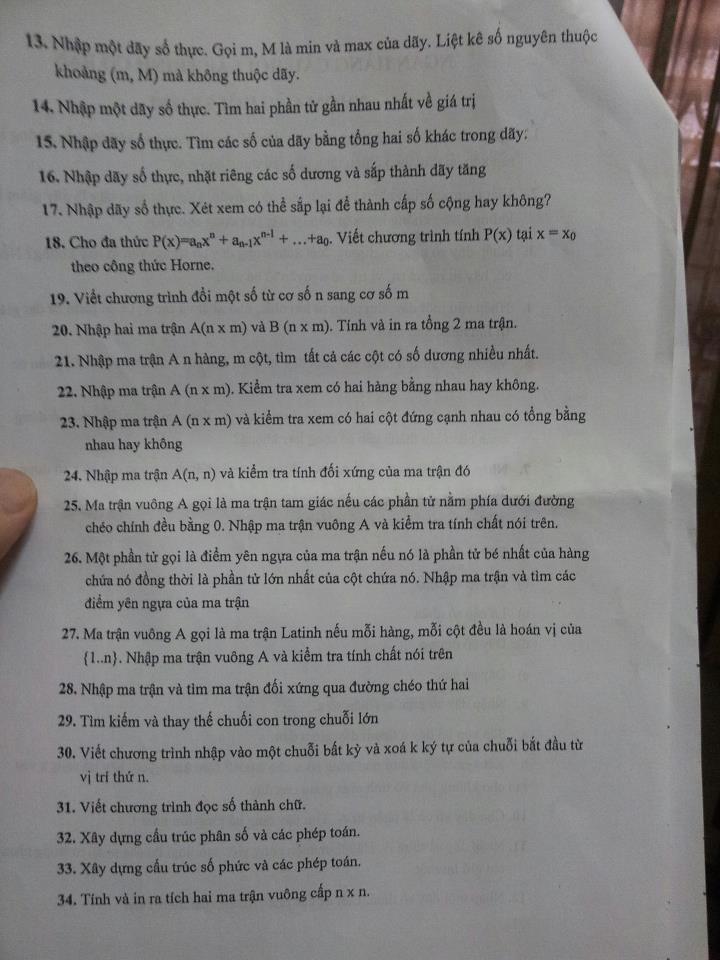 13. Nhập một dãy số thực. Gọi m, M là min và max của dãy. Liệt kê số nguyên thuộc
khoảng (m, M) mà không thuộc dãy.
14. Nhập một dãy số thực. Tìm hai phần tử gần nhau nhất về giá trị
15. Nhập dãy số thực. Tìm các số của dãy bằng tổng hai số khác trong dãy.
16. Nhập dãy số thực, nhặt riêng các số dương và sắp thành dãy tăng
17. Nhập dãy số thực. Xét xem có thể sắp lại để thành cấp số cộng hay không?
18. Cho đa thức P(x)=aₙxⁿ + aₙ₋₁xⁿ⁻¹ + …+a₀. Viết chương trình tính P(x) tại x = x₀
theo công thức Horne.
19. Viết chương trình đổi một số từ cơ số n sang cơ số m
20. Nhập hai ma trận A(n x m) và B (n x m). Tính và in ra tổng 2 ma trận.
21. Nhập ma trận A n hàng, m cột, tìm tất cả các cột có số dương nhiều nhất.
22. Nhập ma trận A (n x m). Kiểm tra xem có hai hàng bằng nhau hay không.
23. Nhập ma trận A (n x m) và kiểm tra xem có hai cột đứng cạnh nhau có tổng bằng
nhau hay không
24. Nhập ma trận A(n, n) và kiểm tra tính đối xứng của ma trận đó
25. Ma trận vuông A gọi là ma trận tam giác nếu các phần tử nằm phía dưới đường
chéo chính đều bằng 0. Nhập ma trận vuông A và kiểm tra tính chất nói trên.
26. Một phần tử gọi là điểm yên ngựa của ma trận nếu nó là phần tử bé nhất của hàng
chứa nó đồng thời là phần tử lớn nhất của cột chứa nó. Nhập ma trận và tìm các
điểm yên ngựa của ma trận
27. Ma trận vuông A gọi là ma trận Latinh nếu mỗi hàng, mỗi cột đều là hoán vị của
{1..n}. Nhập ma trận vuông A và kiểm tra tính chất nói trên
28. Nhập ma trận và tìm ma trận đối xứng qua đường chéo thứ hai
29. Tìm kiếm và thay thế chuối con trong chuỗi lớn
30. Viết chương trình nhập vào một chuỗi bất kỳ và xoá k ký tự của chuỗi bắt đầu từ
vị trí thứ n.
31. Viết chương trình đọc số thành chữ.
32. Xây dựng cấu trúc phân số và các phép toán.
33. Xây dựng cấu trúc số phức và các phép toán.
34. Tính và in ra tích hai ma trận vuông cấp n x n.